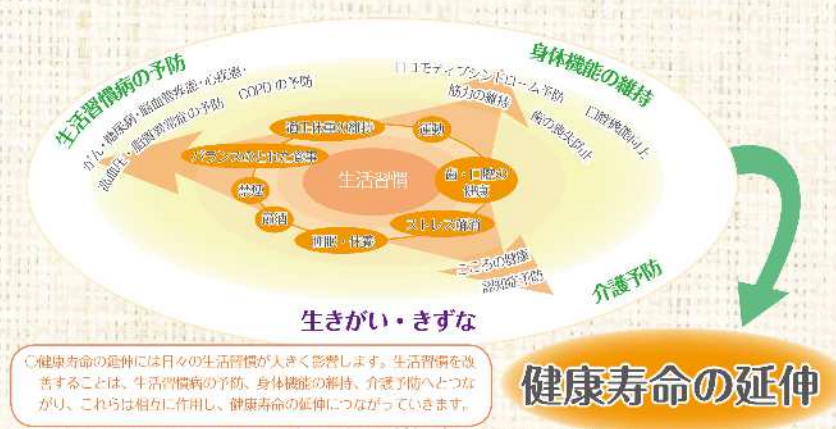 生活習慣病の予防
がん・糖尿病・脳血管疾患・心疾患・
高血圧・脂質異常症の予防 COPDの予防
身体機能の維持
ロコモティブシンドローム予防 口腔機能向上
筋力の維持
歯の喪失防止
適正体重の維持
運動
バランスのとれた食事
生活習慣
歯・口腔の
健康
禁煙
節酒
睡眠・休養
ストレス解消
こころの健康
認知症予防
介護予防
生きがい・きずな
○健康寿命の延伸には日々の生活習慣が大きく影響します。生活習慣を改
善することは、生活習慣病の予防、身体機能の維持、介護予防へとつな
がり、これらは相互に作用し、健康寿命の延伸につながっていきます。
健康寿命の延伸